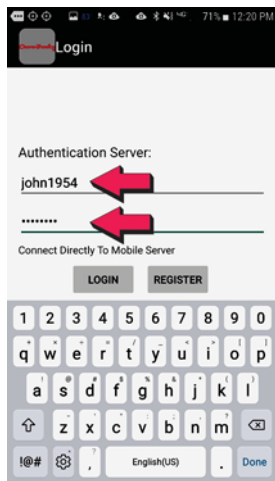 71% 12:20 PM
Login
Authentication Server:
john1954
••••••••
Connect Directly To Mobile Server
LOGIN REGISTER
1 2 3 4 5 6 7 8 9 0
q w e r t y u i o p
a s d f g h j k l
z x c v b n m
!@# , English(US) . Done